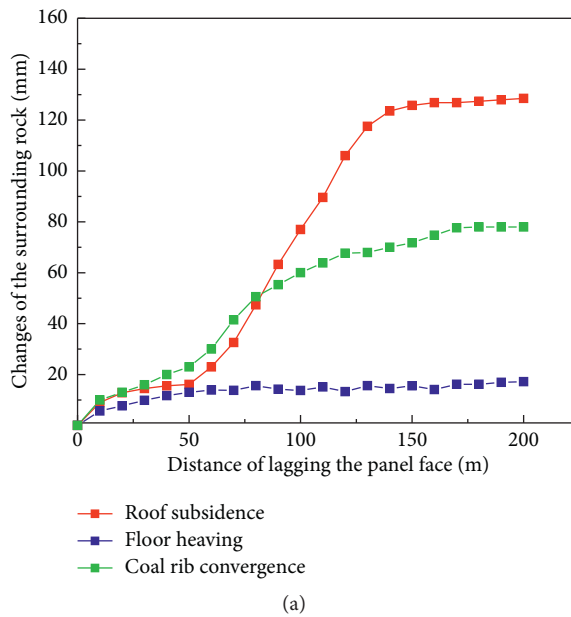 Changes of the surrounding rock (mm)
160
140
120
100
80
60
40
20
0
50
100
150
200
Distance of lagging the panel face (m)
Roof subsidence
Floor heaving
Coal rib convergence
(a)